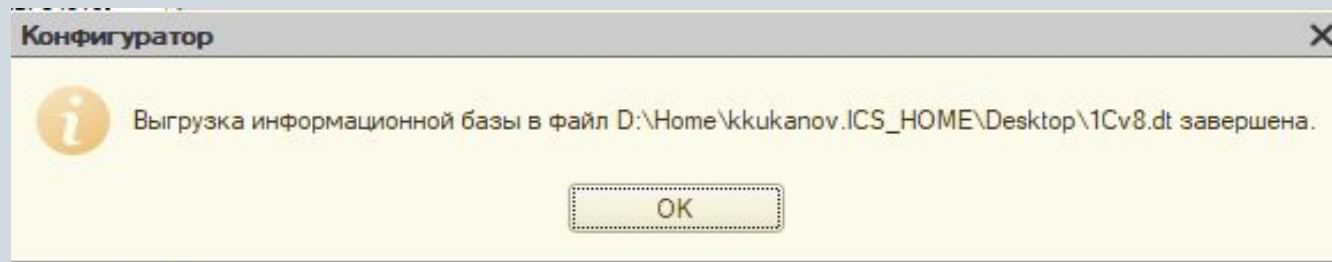 Конфигуратор
Выгрузка информационной базы в файл D:\Home\kkukanov.ICS_HOME\Desktop\1Cv8.dt завершена.
OK